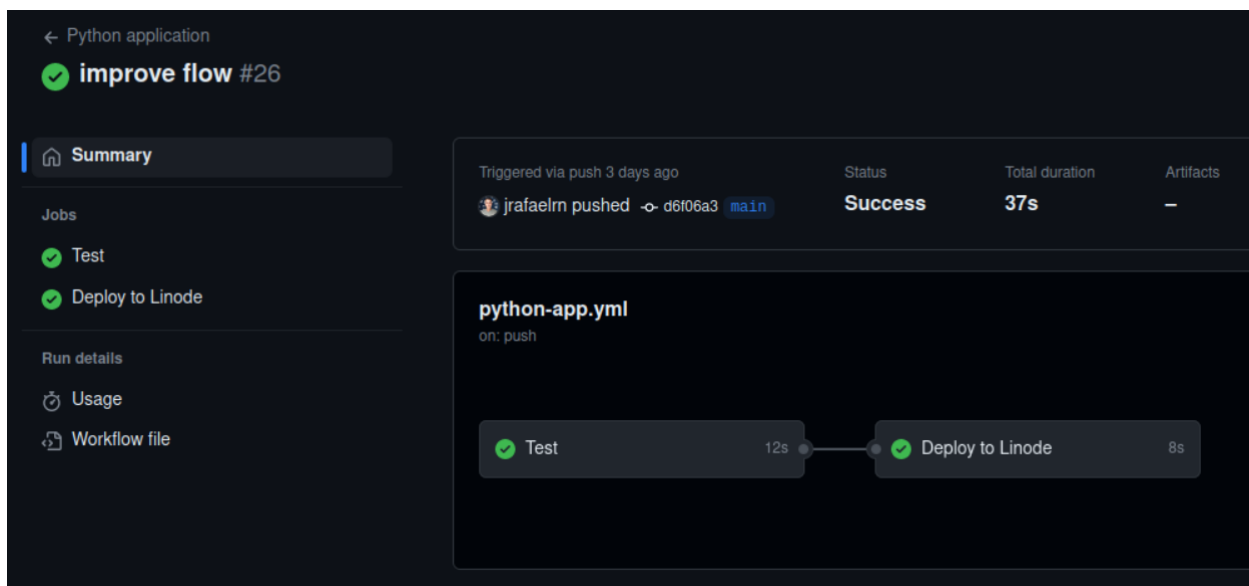 ← Python application
improve flow #26
Summary
Jobs
Test
Deploy to Linode
Run details
Usage
Workflow file
Triggered via push 3 days ago
jrafaelrn pushed d6f06a3 main
Status
Success
Total duration
37s
Artifacts
–
python-app.yml
on: push
Test 12s
Deploy to Linode 8s